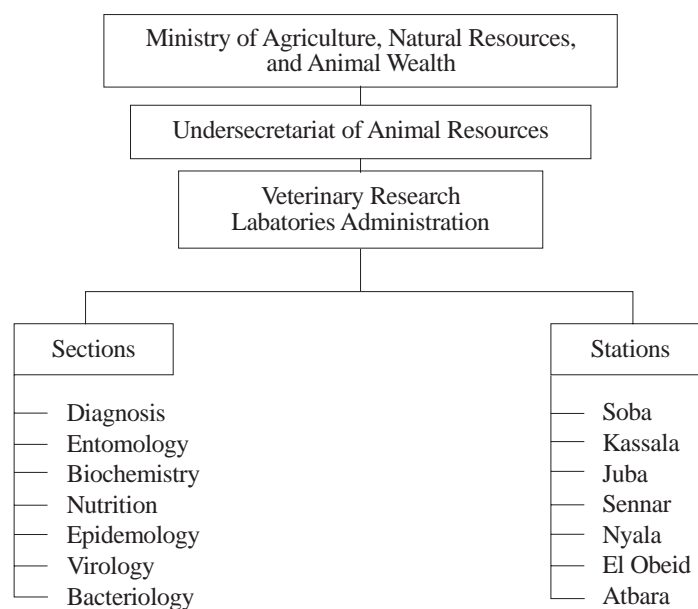 Ministry of Agriculture, Natural Resources,
and Animal Wealth
Undersecretariat of Animal Resources
Veterinary Research
Labatories Administration
Sections
Diagnosis
Entomology
Biochemistry
Nutrition
Epidemology
Virology
Bacteriology
Stations
Soba
Kassala
Juba
Sennar
Nyala
El Obeid
Atbara